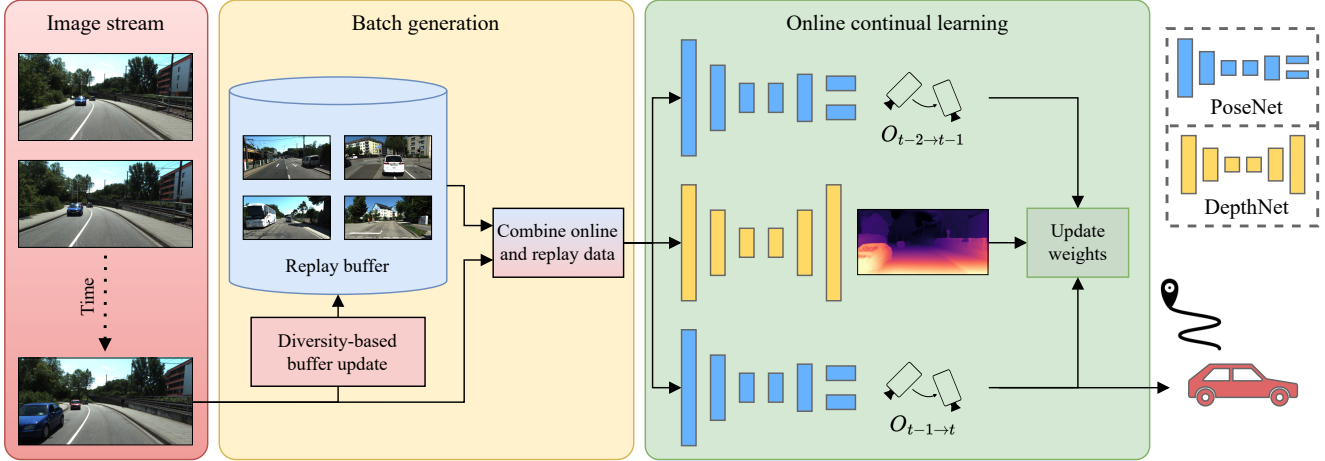 Image stream
Time
Batch generation
Replay buffer
Diversity-based
buffer update
Combine online
and replay data
Online continual learning
O_{t−2→t−1}
O_{t−1→t}
Update
weights
PoseNet
DepthNet